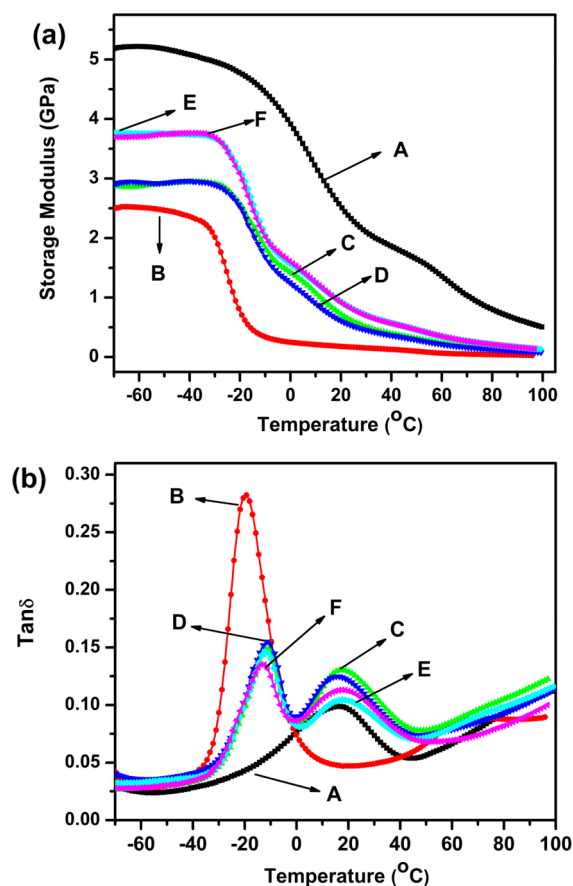 (a)
5
4
3
2
1
0
Storage Modulus (GPa)
E
F
A
B
C
D
-60 -40 -20 0 20 40 60 80 100
Temperature (°C)
(b)
0.30
0.25
0.20
0.15
0.10
0.05
0.00
Tanδ
B
D
F
C
E
A
-60 -40 -20 0 20 40 60 80 100
Temperature (°C)